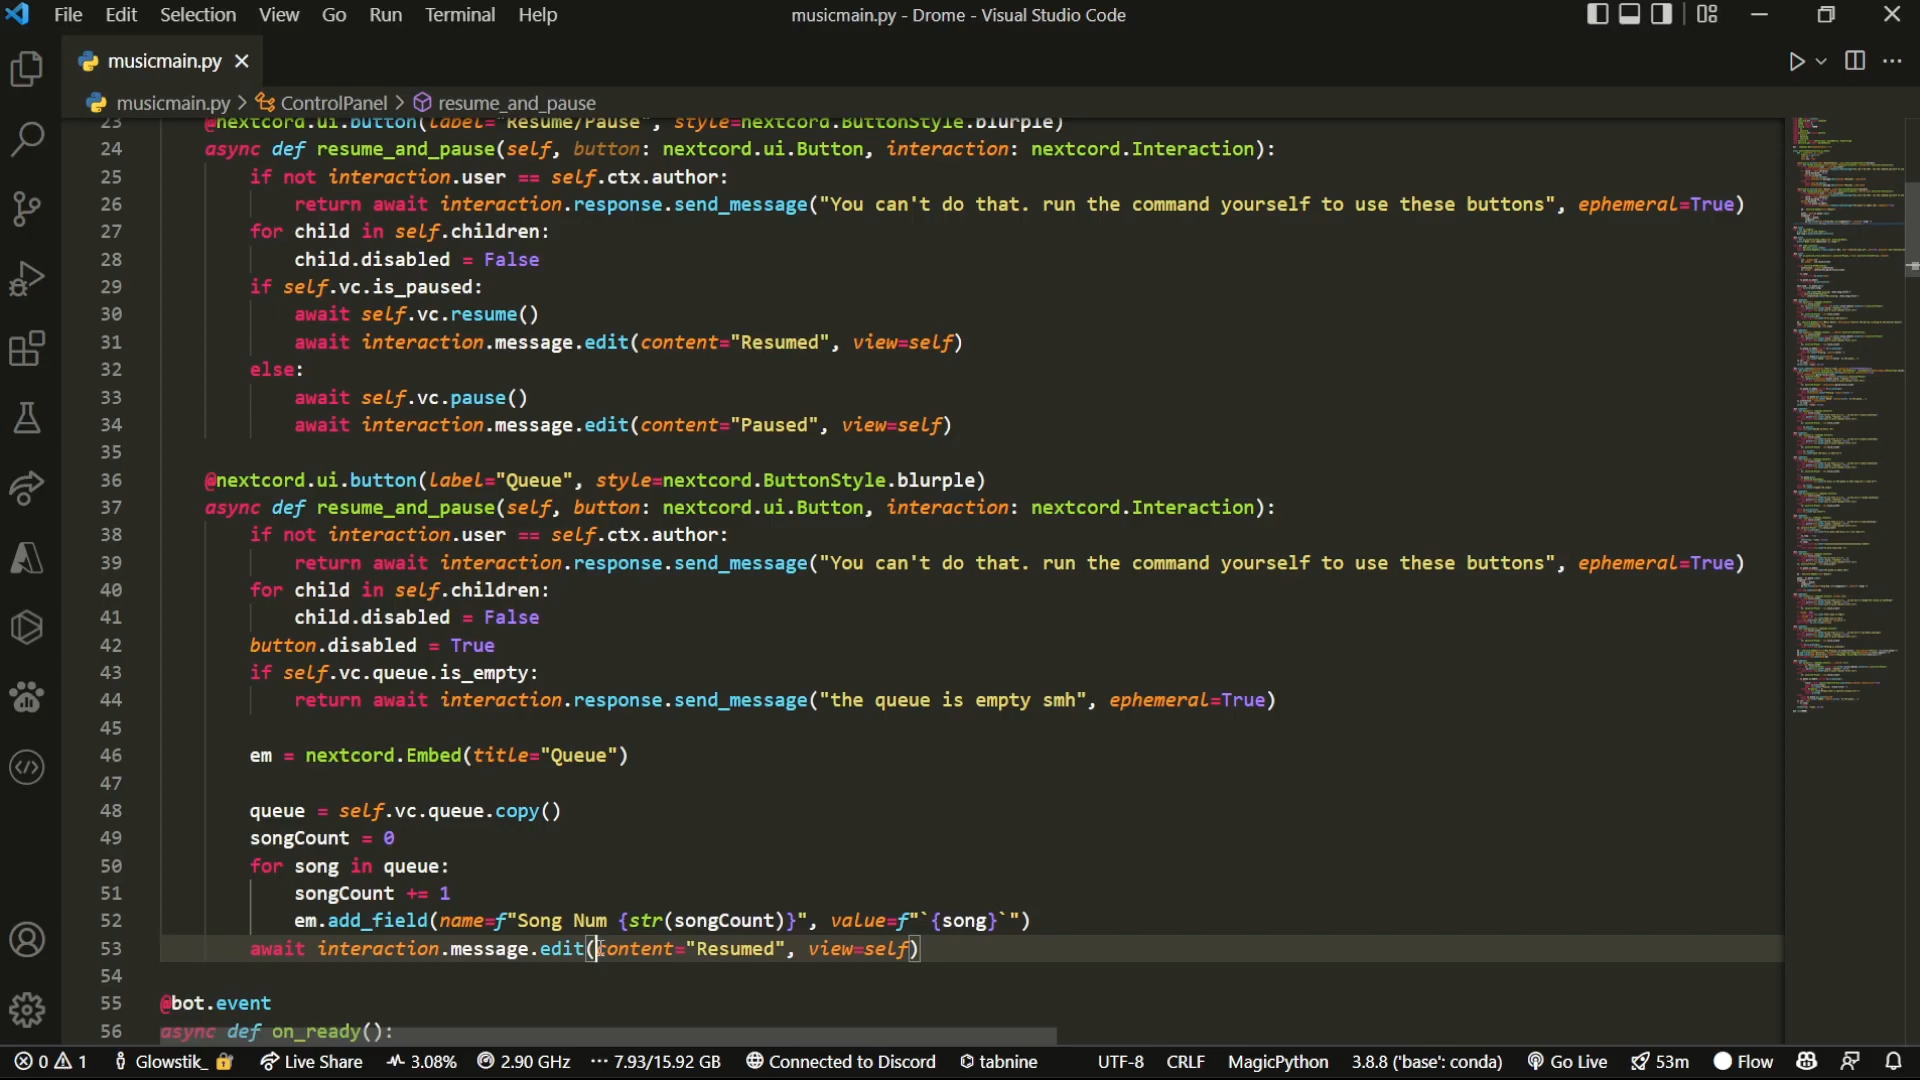 File Edit Selection View Go Run Terminal Help
musicmain.py - Drome - Visual Studio Code
musicmain.py
musicmain.py > ControlPanel > resume_and_pause
23 @nextcord.ui.button(label="Resume/Pause", style=nextcord.ButtonStyle.blurple)
24 async def resume_and_pause(self, button: nextcord.ui.Button, interaction: nextcord.Interaction):
25 if not interaction.user == self.ctx.author:
26 return await interaction.response.send_message("You can't do that. run the command yourself to use these buttons", ephemeral=True)
27 for child in self.children:
28 child.disabled = False
29 if self.vc.is_paused:
30 await self.vc.resume()
31 await interaction.message.edit(content="Resumed", view=self)
32 else:
33 await self.vc.pause()
34 await interaction.message.edit(content="Paused", view=self)
35
36 @nextcord.ui.button(label="Queue", style=nextcord.ButtonStyle.blurple)
37 async def resume_and_pause(self, button: nextcord.ui.Button, interaction: nextcord.Interaction):
38 if not interaction.user == self.ctx.author:
39 return await interaction.response.send_message("You can't do that. run the command yourself to use these buttons", ephemeral=True)
40 for child in self.children:
41 child.disabled = False
42 button.disabled = True
43 if self.vc.queue.is_empty:
44 return await interaction.response.send_message("the queue is empty smh", ephemeral=True)
45
46 em = nextcord.Embed(title="Queue")
47
48 queue = self.vc.queue.copy()
49 songCount = 0
50 for song in queue:
51 songCount += 1
52 em.add_field(name=f"Song Num {str(songCount)}", value=f"`{song}`")
53 await interaction.message.edit(content="Resumed", view=self)
54
55 @bot.event
56 async def on_ready():
0 1 Glowstik_ Live Share 3.08% 2.90 GHz 7.93/15.92 GB Connected to Discord tabnine UTF-8 CRLF MagicPython 3.8.8 ('base': conda) Go Live 53m Flow